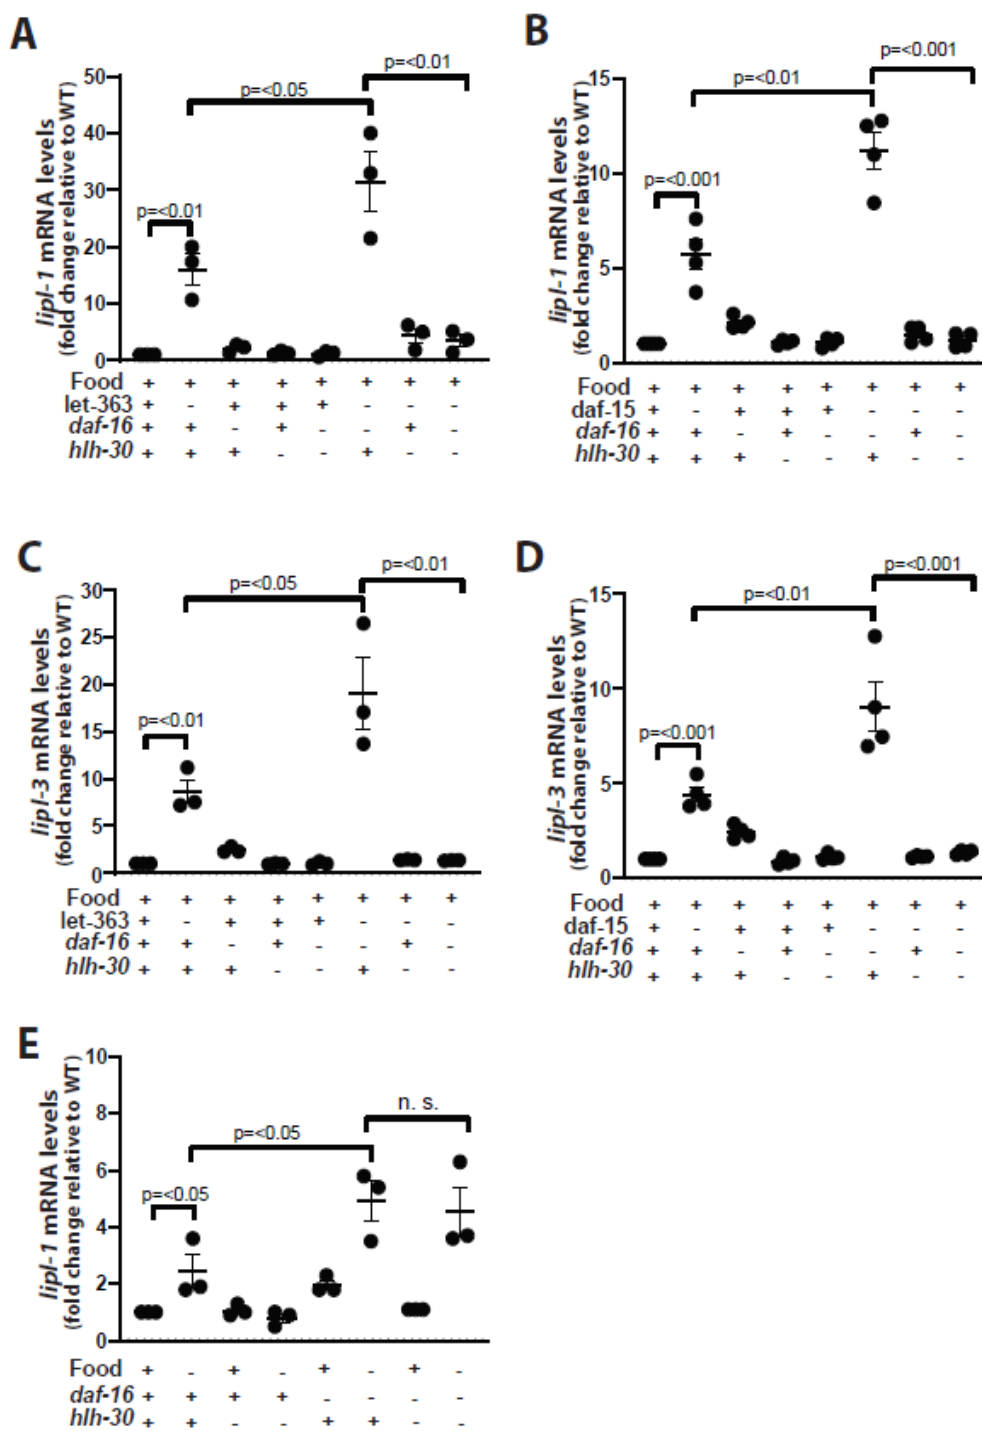 A
p=<0.01
p=<0.05
p=<0.01
50
40
30
20
10
0
lipl-1 mRNA levels
(fold change relative to WT)
Food + + + + + + + +
let-363 + - + + + - - -
daf-16 + + - + - - + -
hlh-30 + + + - - + - -
B
p=<0.001
p=<0.01
p=<0.001
15
10
5
0
lipl-1 mRNA levels
(fold change relative to WT)
Food + + + + + + + +
daf-15 + - + + + - - -
daf-16 + + - + - - + -
hlh-30 + + + - - + - -
C
p=<0.01
p=<0.05
p=<0.01
30
25
20
15
10
5
0
lipl-3 mRNA levels
(fold change relative to WT)
Food + + + + + + + +
let-363 + - + + + - - -
daf-16 + + - + - - + -
hlh-30 + + + - - + - -
D
p=<0.001
p=<0.01
p=<0.001
15
10
5
0
lipl-3 mRNA levels
(fold change relative to WT)
Food + + + + + + + +
daf-15 + - + + + - - -
daf-16 + + - + - - + -
hlh-30 + + + - - + - -
E
n. s.
p=<0.05
p=<0.05
10
8
6
4
2
0
lipl-1 mRNA levels
(fold change relative to WT)
Food + - + - + - + -
daf-16 + + + + - - - -
hlh-30 + + - - + + - -